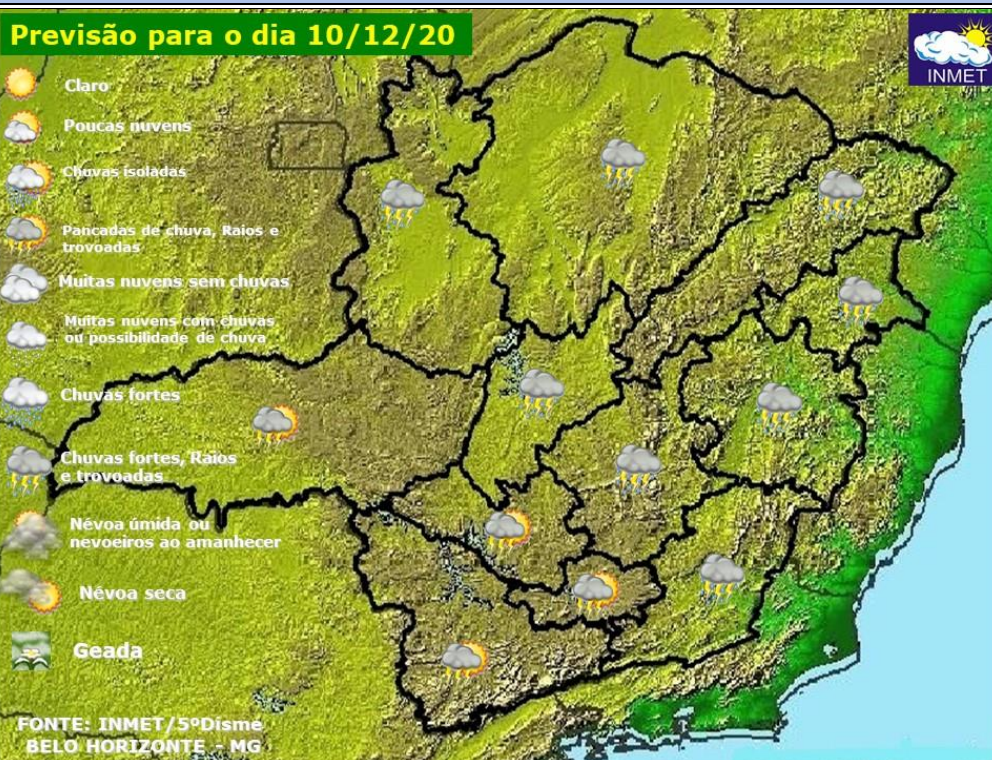 Previsão para o dia 10/12/20
INMET
Claro
Poucas nuvens
Chuvas isoladas
Pancadas de chuva, Raios e
trovoadas
Muitas nuvens sem chuvas
Muitas nuvens com chuvas
ou possibilidade de chuva
Chuvas fortes
Chuvas fortes, Raios
e trovoadas
Névoa úmida ou
nevoeiros ao amanhecer
Névoa seca
Geada
FONTE: INMET/5ºDisme
BELO HORIZONTE - MG